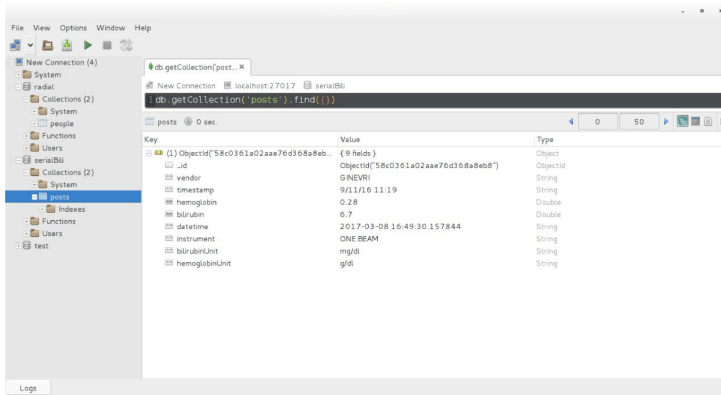 File View Options Window Help
New Connection (4)
System
radial
Collections (2)
System
people
Functions
Users
serialBili
Collections (2)
System
posts
Indexes
Functions
Users
test
db.getCollection('post... ×
New Connection localhost:27017 serialBili
1 db.getCollection('posts').find({})
posts 0 sec. 0 50
Key Value Type
(1) ObjectId("58c0361a02aae76d368a8eb... { 9 fields } Object
_id ObjectId("58c0361a02aae76d368a8eb8") ObjectId
vendor GINEVRI String
timestamp 9/11/16 11:19 String
hemoglobin 0.28 Double
bilirubin 6.7 Double
datetime 2017-03-08 16:49:30.157844 String
instrument ONE BEAM String
bilirubinUnit mg/dl String
hemoglobinUnit g/dl String
Logs